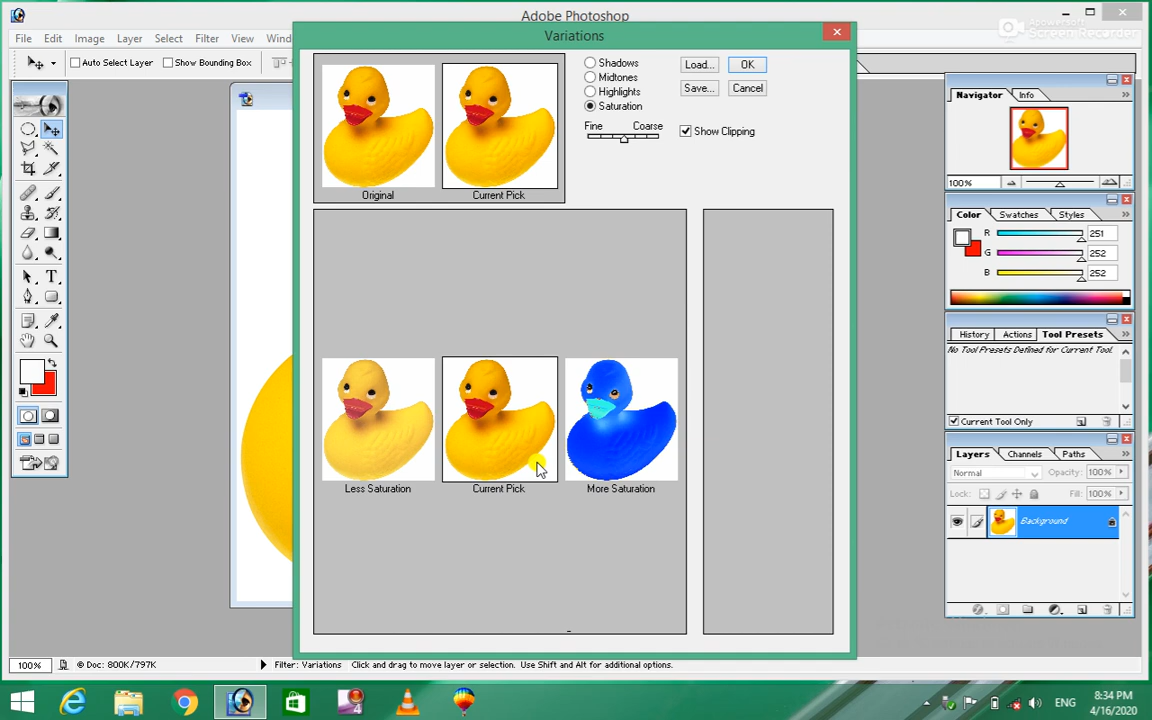 Adobe Photoshop
Apowersoft
Screen Recorder
File Edit Image Layer Select Filter View Wind
Variations
Auto Select Layer Show Bounding Box
Original
Current Pick
Shadows
Midtones
Highlights
Saturation
Fine Coarse
Load...
OK
Save...
Cancel
Show Clipping
Less Saturation
Current Pick
More Saturation
Navigator Info
100%
Color Swatches Styles
R 251
G 252
B 252
History Actions Tool Presets
No Tool Presets Defined for Current Tool.
Current Tool Only
Layers Channels Paths
Normal Opacity: 100%
Lock: Fill: 100%
Background
100% Doc: 800K/797K Filter: Variations Click and drag to move layer or selection. Use Shift and Alt for additional options.
4
ENG
8:34 PM
4/16/2020